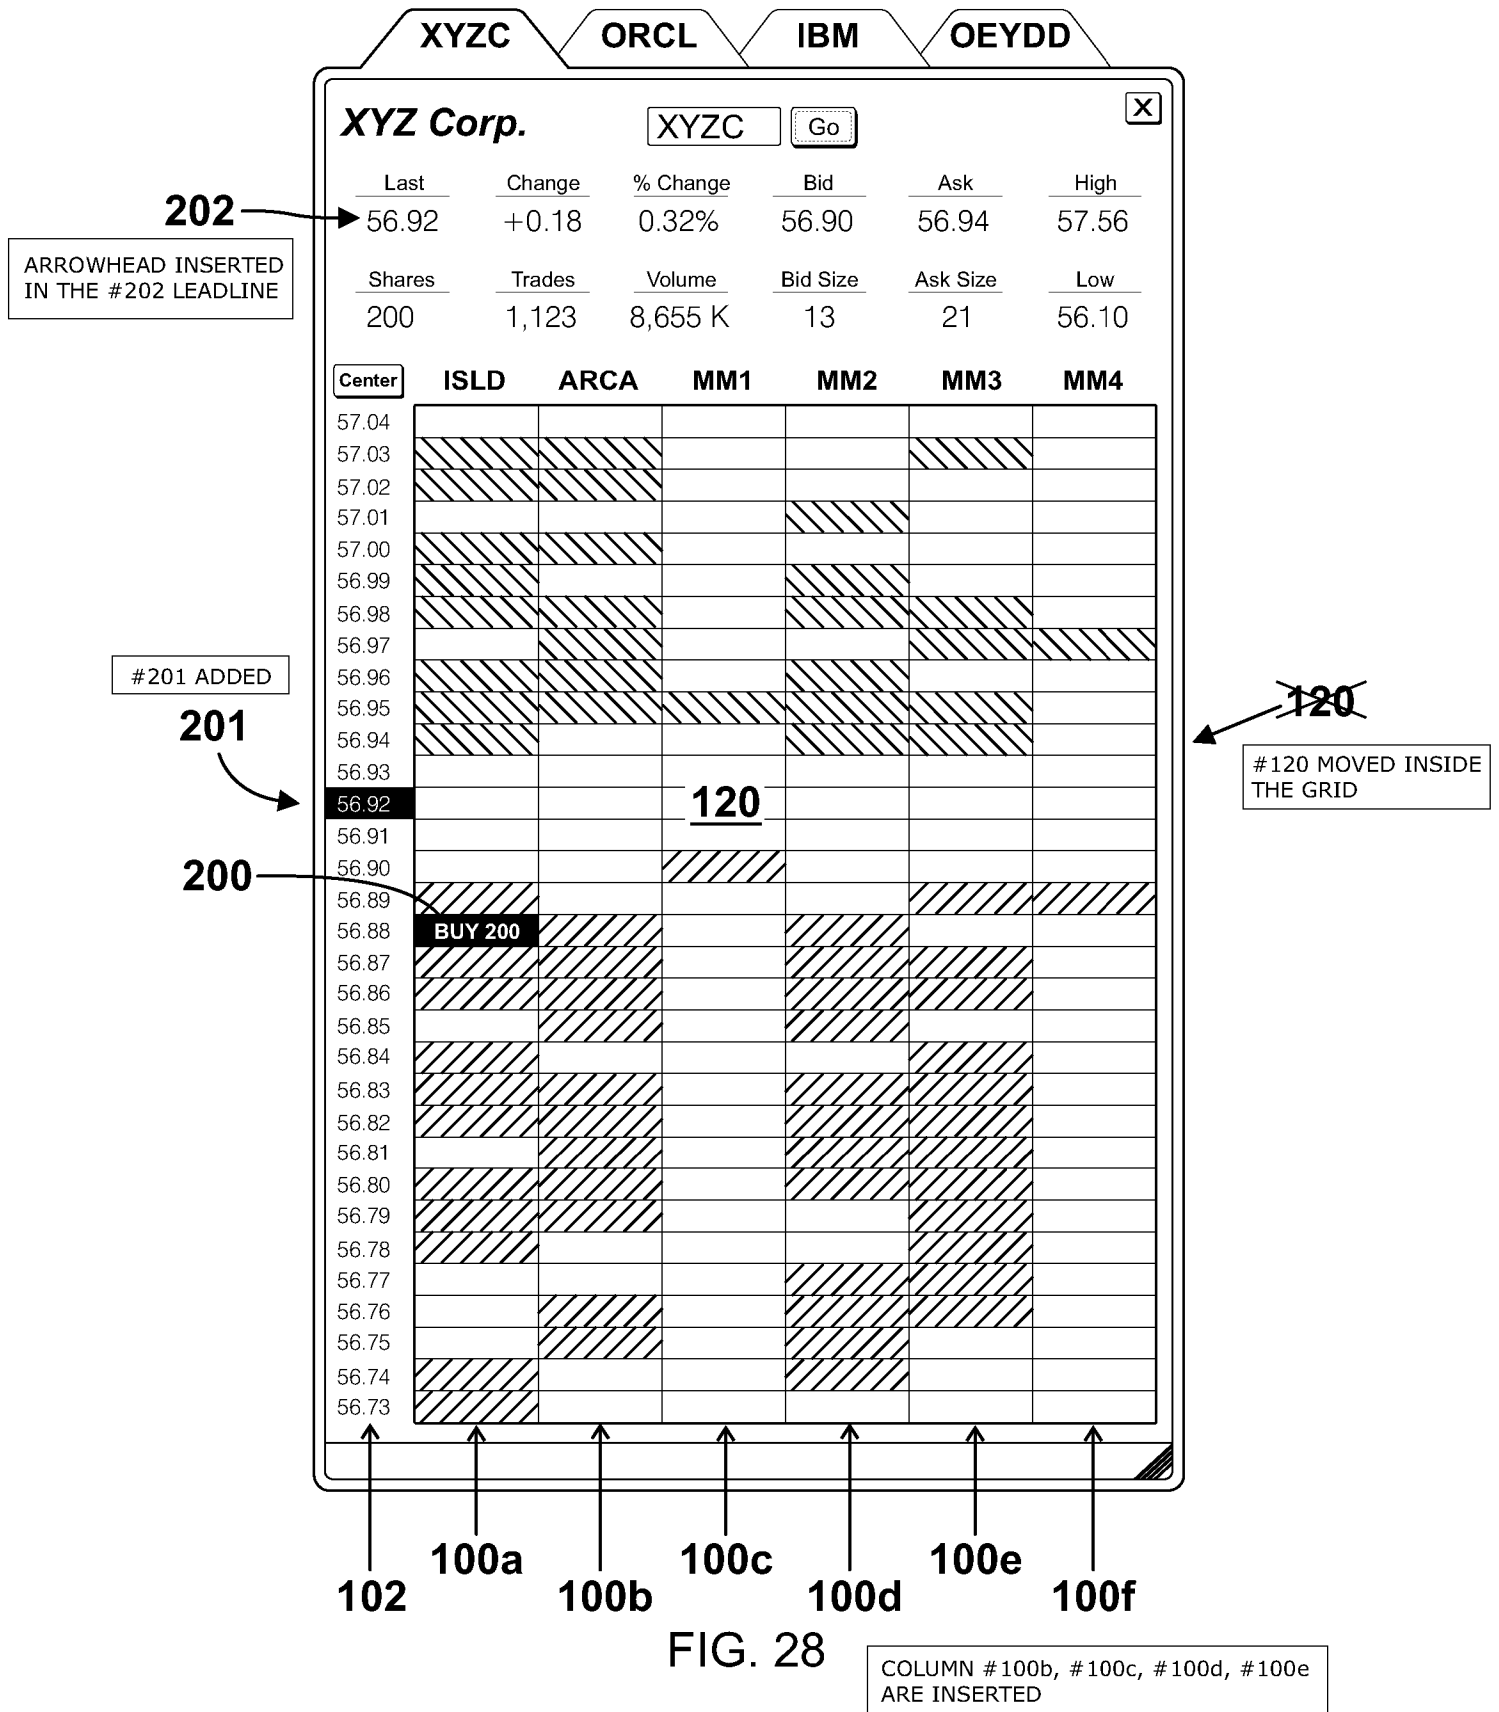 XYZC ORCL IBM OEYDD
XYZ Corp. XYZC Go X
Last Change % Change Bid Ask High
202 56.92 +0.18 0.32% 56.90 56.94 57.56
ARROWHEAD INSERTED
IN THE #202 LEADLINE
Shares Trades Volume Bid Size Ask Size Low
200 1,123 8,655 K 13 21 56.10
Center ISLD ARCA MM1 MM2 MM3 MM4
57.04
57.03
57.02
57.01
57.00
56.99
56.98
56.97
56.96
#201 ADDED
56.95
120
201
56.94
#120 MOVED INSIDE
THE GRID
56.93
56.92 120
56.91
56.90
200
56.89
56.88 BUY 200
56.87
56.86
56.85
56.84
56.83
56.82
56.81
56.80
56.79
56.78
56.77
56.76
56.75
56.74
56.73
100a 100c 100e
102 100b 100d 100f
FIG. 28
COLUMN #100b, #100c, #100d, #100e
ARE INSERTED